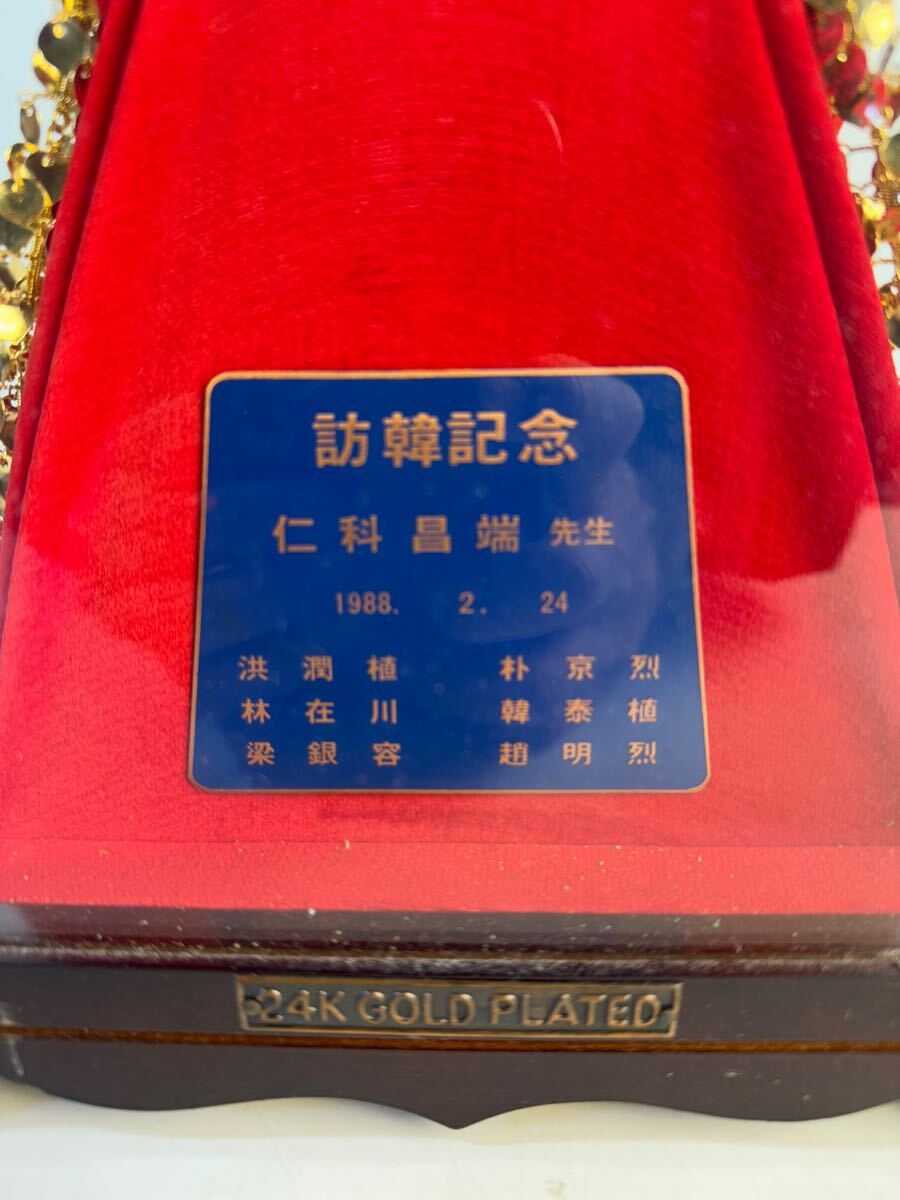 訪韓記念
仁科昌端 先生
1988. 2. 24
洪潤植 朴京烈
林在川 韓泰植
梁銀容 趙明烈
24K GOLD PLATED